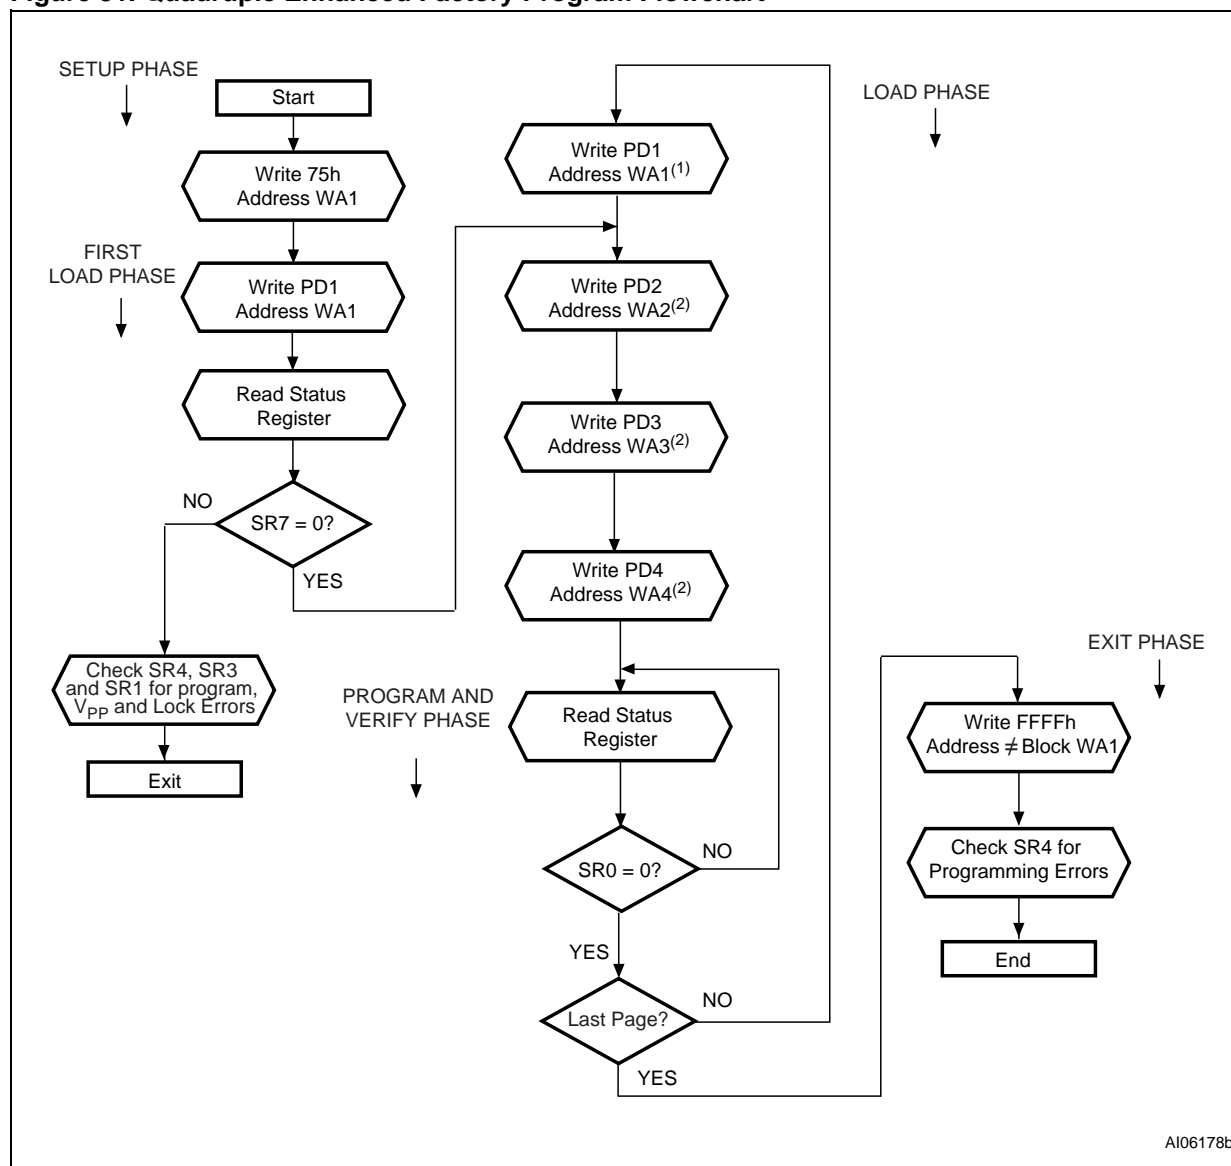 SETUP PHASE
Start
Write 75h
Address WA1
FIRST
LOAD PHASE
Write PD1
Address WA1
Read Status
Register
NO
SR7 = 0?
YES
Check SR4, SR3
and SR1 for program,
VPP and Lock Errors
Exit
LOAD PHASE
Write PD1
Address WA1(1)
Write PD2
Address WA2(2)
Write PD3
Address WA3(2)
Write PD4
Address WA4(2)
PROGRAM AND
VERIFY PHASE
Read Status
Register
SR0 = 0?
NO
YES
Last Page?
NO
YES
EXIT PHASE
Write FFFFh
Address ≠ Block WA1
Check SR4 for
Programming Errors
End
AI06178b